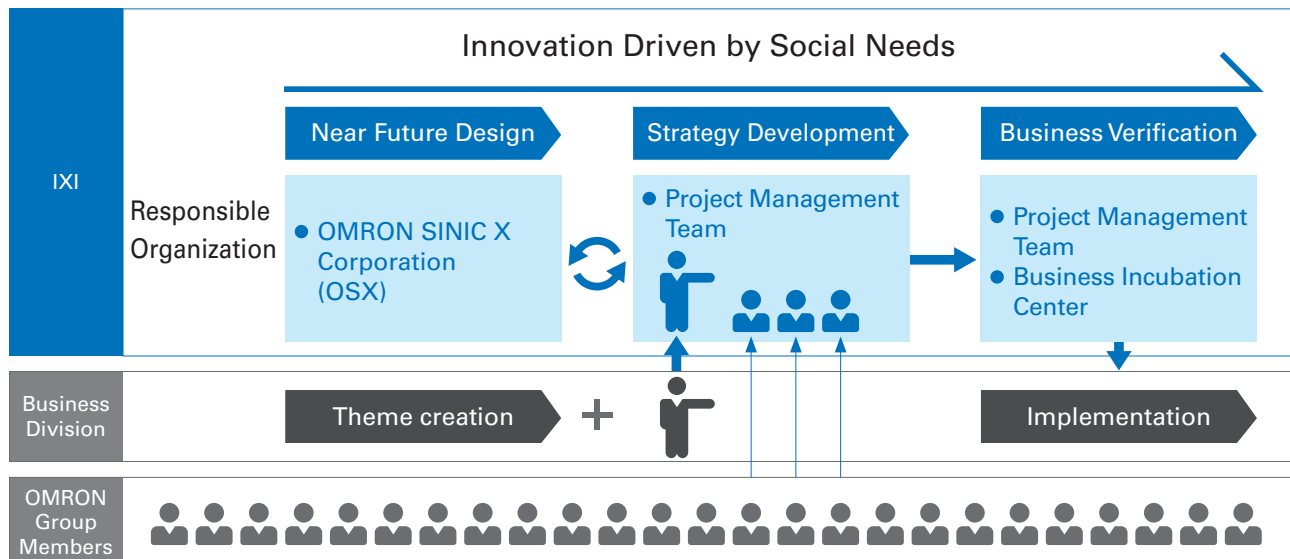 Innovation Driven by Social Needs
IXI
Responsible
Organization
Near Future Design
Strategy Development
Business Verification
● OMRON SINIC X
Corporation
(OSX)
● Project Management
Team
● Project Management
Team
● Business Incubation
Center
Business
Division
Theme creation
+
Implementation
OMRON
Group
Members